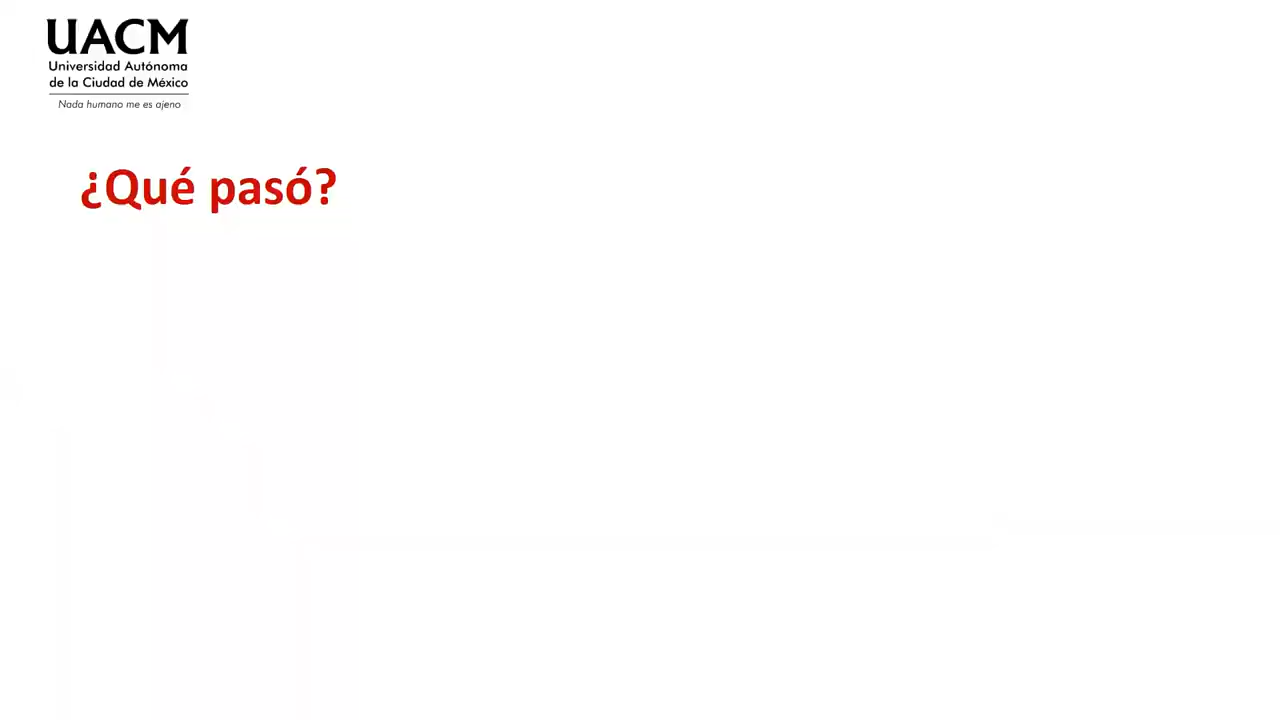 UACM
Universidad Autónoma
de la Ciudad de México
Nada humano me es ajeno
¿Qué pasó?